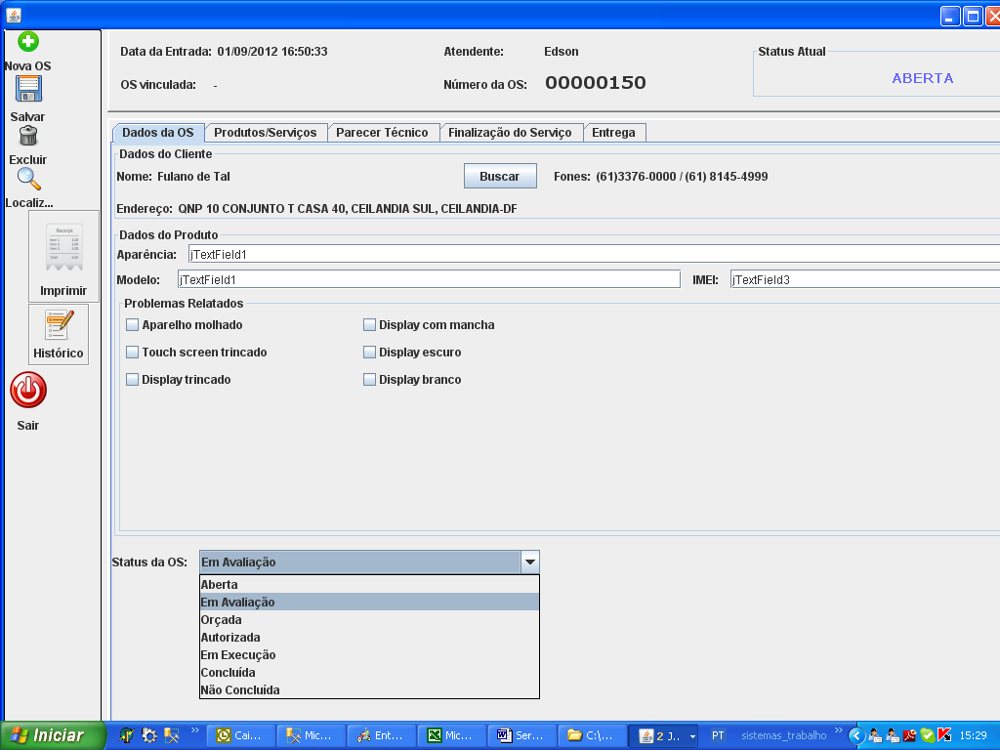 Nova OS
Salvar
Excluir
Localiz...
Receipt
Imprimir
Histórico
Sair
Data da Entrada: 01/09/2012 16:50:33 Atendente: Edson
Status Atual
ABERTA
OS vinculada: - Número da OS: 00000150
Dados da OS Produtos/Serviços Parecer Técnico Finalização do Serviço Entrega
Dados do Cliente
Nome: Fulano de Tal Buscar Fones: (61)3376-0000 / (61) 8145-4999
Endereço: QNP 10 CONJUNTO T CASA 40, CEILANDIA SUL, CEILANDIA-DF
Dados do Produto
Aparência: jTextField1
Modelo: jTextField1 IMEI: jTextField3
Problemas Relatados
Aparelho molhado Display com mancha
Touch screen trincado Display escuro
Display trincado Display branco
Status da OS: Em Avaliação
Aberta
Em Avaliação
Orçada
Autorizada
Em Execução
Concluída
Não Concluída
Iniciar Cai... Mic... Ent... Mic... Ser... C:\... 2 J.. PT sistemas_trabalho 15:29